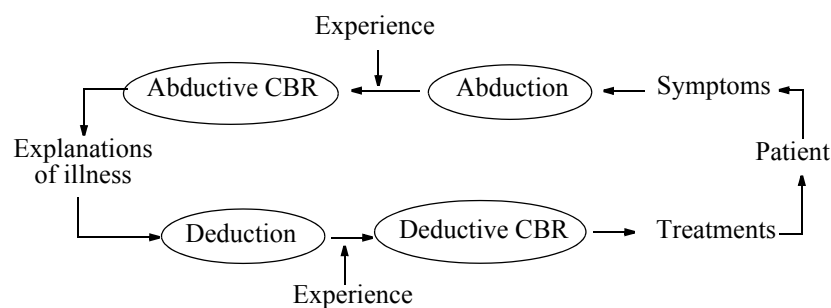 Experience
Abductive CBR
Abduction
Symptoms
Explanations
of illness
Patient
Deduction
Deductive CBR
Treatments
Experience